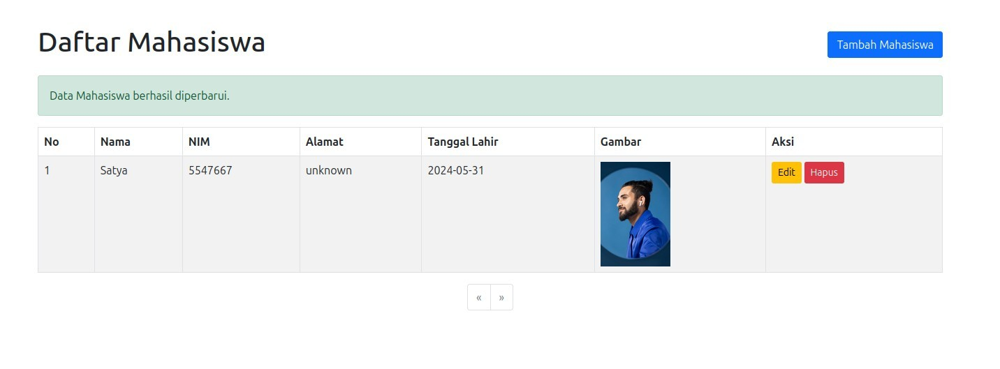 Daftar Mahasiswa
Tambah Mahasiswa
Data Mahasiswa berhasil diperbarui.
No Nama NIM Alamat Tanggal Lahir Gambar Aksi
1 Satya 5547667 unknown 2024-05-31 Edit Hapus
« »